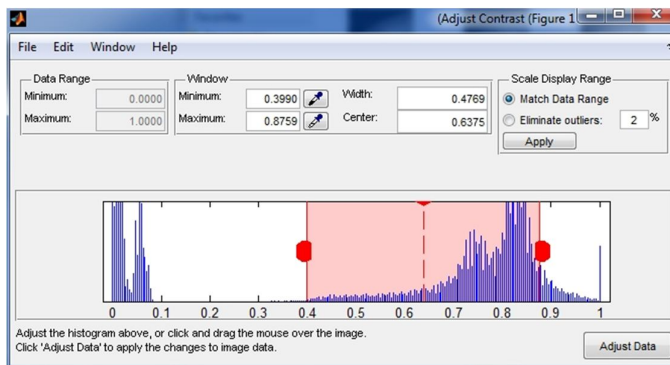 (Adjust Contrast (Figure 1
File Edit Window Help
Data Range
Window
Scale Display Range
Minimum: 0.0000
Minimum: 0.3990
Width: 0.4769
Match Data Range
Maximum: 1.0000
Maximum: 0.8759
Center: 0.6375
Eliminate outliers: 2 %
Apply
0 0.1 0.2 0.3 0.4 0.5 0.6 0.7 0.8 0.9 1
Adjust the histogram above, or click and drag the mouse over the image.
Click 'Adjust Data' to apply the changes to image data.
Adjust Data